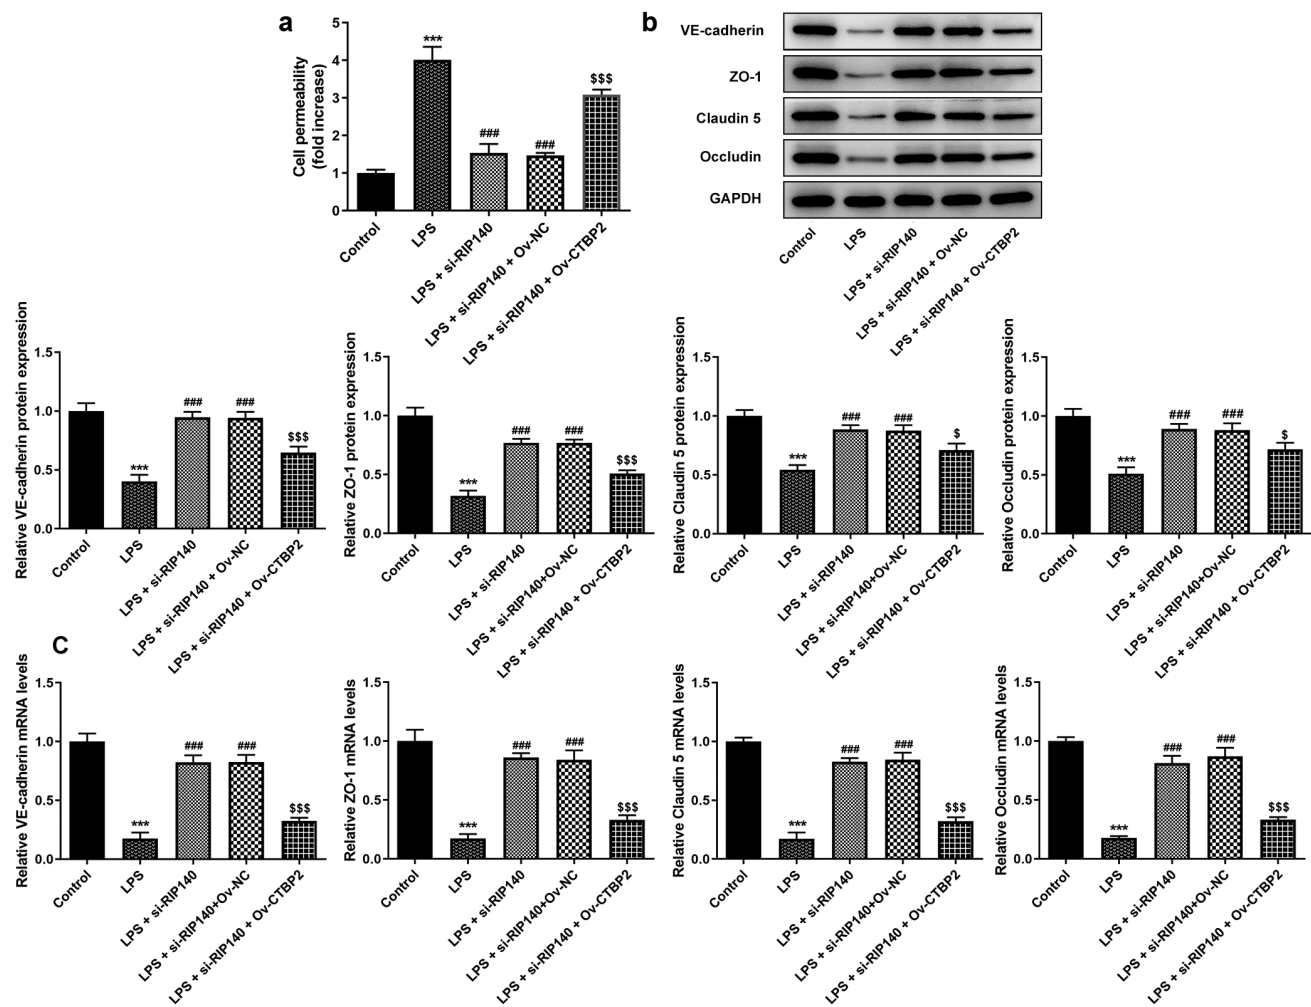 a
Cell permeability
(fold increase)
5
4
3
2
1
0
***
###
###
$$$
Control
LPS
LPS + si-RIP140
LPS + si-RIP140 + Ov-NC
LPS + si-RIP140 + Ov-CTBP2
b
VE-cadherin
ZO-1
Claudin 5
Occludin
GAPDH
Control
LPS
LPS + si-RIP140
LPS + si-RIP140 + Ov-NC
LPS + si-RIP140 + Ov-CTBP2
Relative VE-cadherin protein expression
1.5
1.0
0.5
0.0
***
###
###
$$$
Control
LPS
LPS + si-RIP140
LPS + si-RIP140 + Ov-NC
LPS + si-RIP140 + Ov-CTBP2
Relative ZO-1 protein expression
1.5
1.0
0.5
0.0
***
###
###
$$$
Control
LPS
LPS + si-RIP140
LPS + si-RIP140 + Ov-NC
LPS + si-RIP140 + Ov-CTBP2
Relative Claudin 5 protein expression
1.5
1.0
0.5
0.0
***
###
###
$
Control
LPS
LPS + si-RIP140
LPS + si-RIP140+Ov-NC
LPS + si-RIP140 + Ov-CTBP2
Relative Occludin protein expression
1.5
1.0
0.5
0.0
***
###
###
$
Control
LPS
LPS + si-RIP140
LPS + si-RIP140 + Ov-NC
LPS + si-RIP140 + Ov-CTBP2
C
Relative VE-cadherin mRNA levels
1.5
1.0
0.5
0.0
***
###
###
$$$
Control
LPS
LPS + si-RIP140
LPS + si-RIP140+Ov-NC
LPS + si-RIP140 + Ov-CTBP2
Relative ZO-1 mRNA levels
1.5
1.0
0.5
0.0
***
###
###
$$$
Control
LPS
LPS + si-RIP140
LPS + si-RIP140+Ov-NC
LPS + si-RIP140 + Ov-CTBP2
Relative Claudin 5 mRNA levels
1.5
1.0
0.5
0.0
***
###
###
$$$
Control
LPS
LPS + si-RIP140
LPS + si-RIP140+Ov-NC
LPS + si-RIP140 + Ov-CTBP2
Relative Occludin mRNA levels
1.5
1.0
0.5
0.0
***
###
###
$$$
Control
LPS
LPS + si-RIP140
LPS + si-RIP140+Ov-NC
LPS + si-RIP140 + Ov-CTBP2